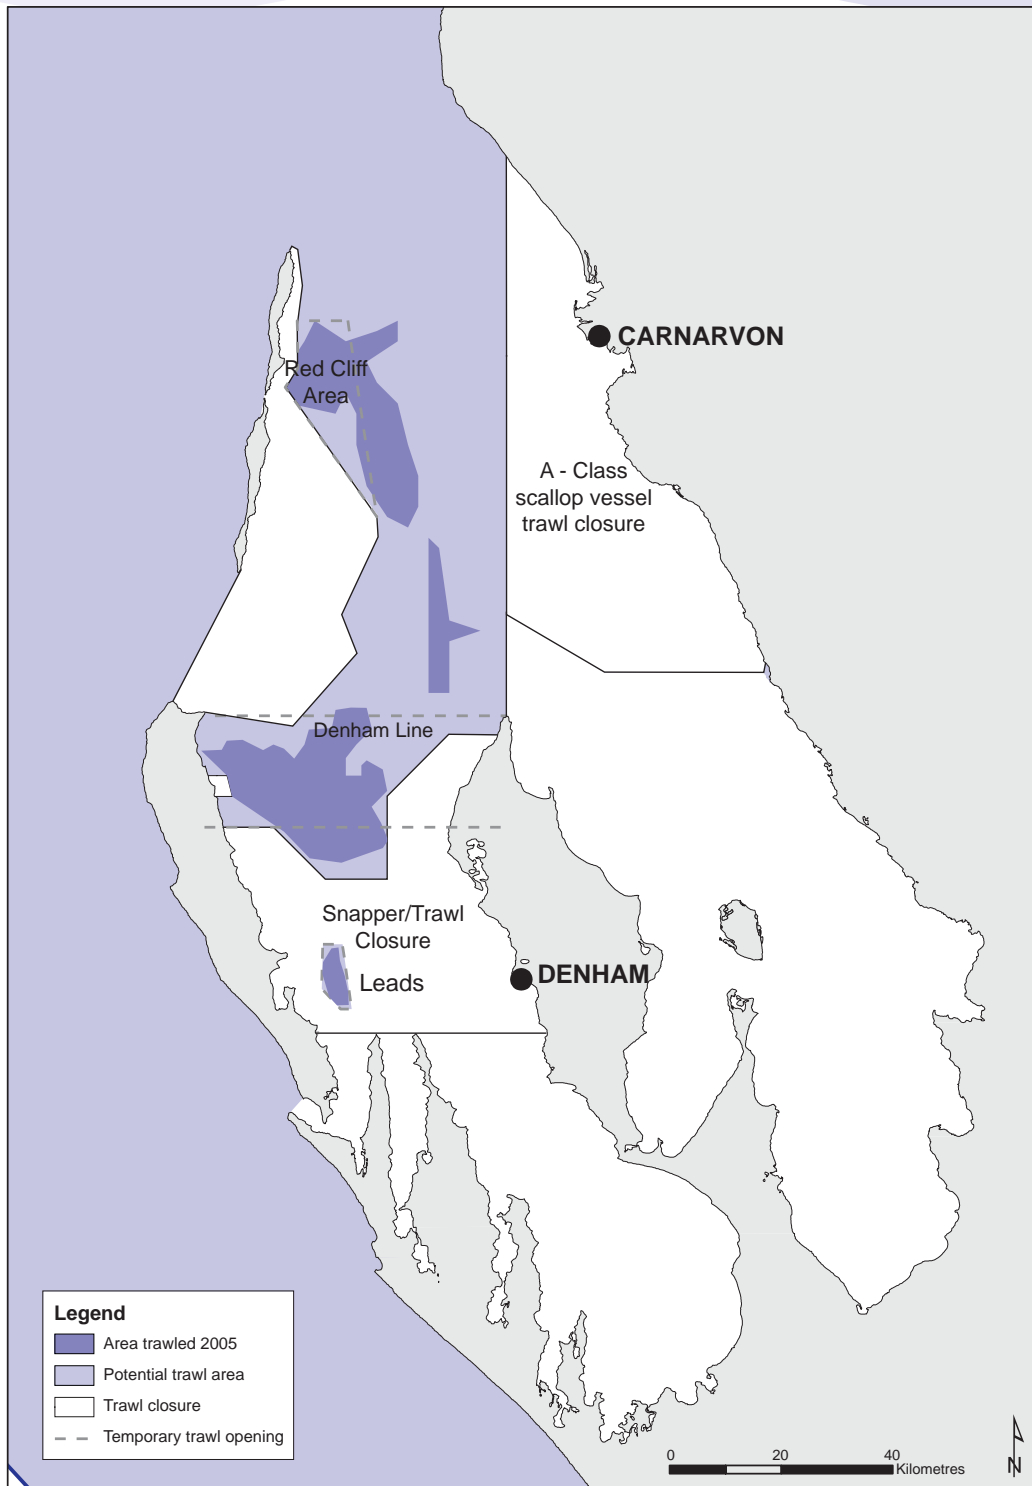 CARNARVON
Red Cliff
Area
A - Class
scallop vessel
trawl closure
Denham Line
Snapper/Trawl
Closure
Leads
DENHAM
Legend
Area trawled 2005
Potential trawl area
Trawl closure
Temporary trawl opening
0 20 40
Kilometres
N